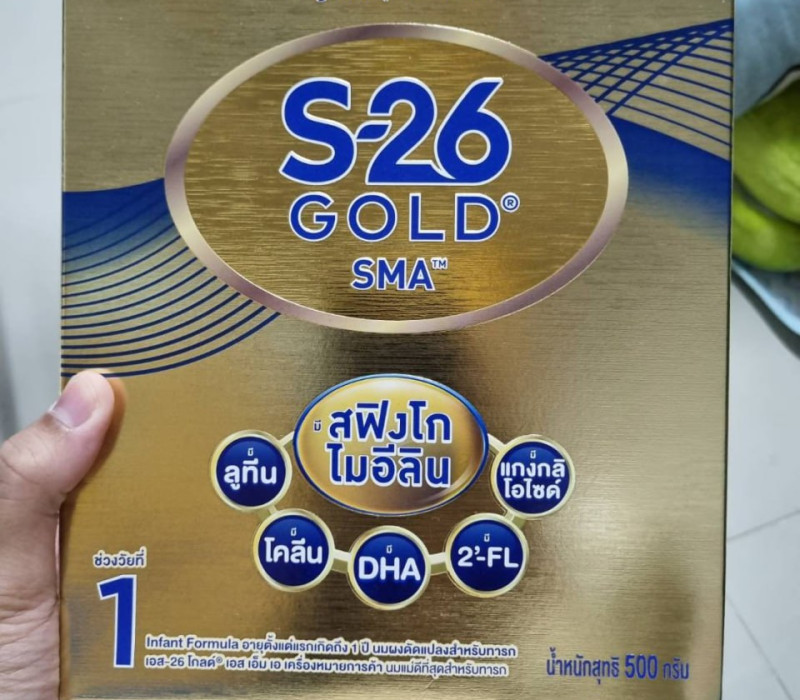 S-26
GOLD®
SMA™
มี สฟิงโก
ไมอีลิน
มี
ลูทีน
มี
แกงกลิ
โอไซด์
มี
โคลีน
มี
DHA
มี
2'-FL
ช่วงวัยที่
1
Infant Formula อายุตั้งแต่แรกเกิดถึง 1 ปี นมผงดัดแปลงสำหรับทารก
เอส-26 โกลด์® เอส เอ็ม เอ เครื่องหมายการค้า นมแม่ดีที่สุดสำหรับทารก
น้ำหนักสุทธิ 500 กรัม